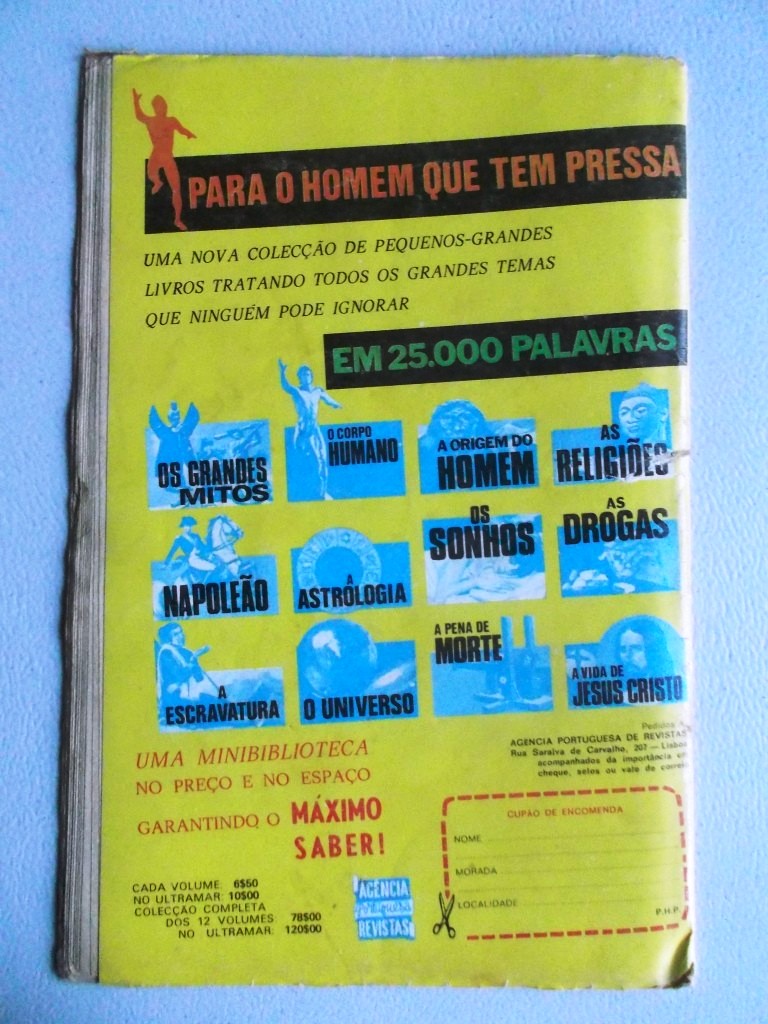 PARA O HOMEM QUE TEM PRESSA
UMA NOVA COLECÇÃO DE PEQUENOS-GRANDES
LIVROS TRATANDO TODOS OS GRANDES TEMAS
QUE NINGUÉM PODE IGNORAR
EM 25.000 PALAVRAS
OS GRANDES
MITOS
O CORPO
HUMANO
A ORIGEM DO
HOMEM
AS
RELIGIÕES
NAPOLEÃO
A
ASTROLOGIA
OS
SONHOS
AS
DROGAS
A
ESCRAVATURA
O UNIVERSO
A PENA DE
MORTE
A VIDA DE
JESUS CRISTO
UMA MINIBIBLIOTECA
NO PREÇO E NO ESPAÇO
GARANTINDO O MÁXIMO
SABER!
Pedidos
AGENCIA PORTUGUESA DE REVISTAS
Rua Saraiva de Carvalho, 207 — Lisboa
acompanhados da importância em
cheque, selos ou vale de correio
CUPÃO DE ENCOMENDA
NOME
MORADA
LOCALIDADE
P.H.P.
CADA VOLUME: 6$50
NO ULTRAMAR: 10$00
COLECÇÃO COMPLETA
DOS 12 VOLUMES: 78$00
NO ULTRAMAR: 120$00
AGÊNCIA
portuguesa
REVISTAS